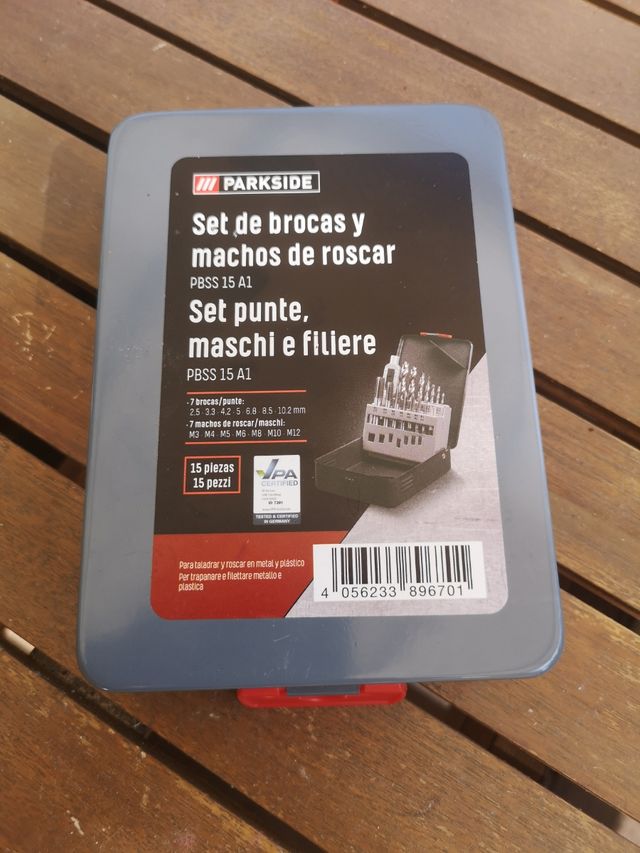 PARKSIDE
Set de brocas y
machos de roscar
PBSS 15 A1
Set punte,
maschi e filiere
PBSS 15 A1
- 7 brocas/punte:
2.5 · 3.3 · 4.2 · 5 · 6.8 · 8.5 · 10.2 mm
- 7 machos de roscar/maschi:
M3 · M4 · M5 · M6 · M8 · M10 · M12
15 piezas
15 pezzi
VPA
CERTIFIED
TESTED & CERTIFIED
IN GERMANY
Para taladrar y roscar en metal y plástico
Per trapanare e filettare metallo e
plastica
4 056233 896701